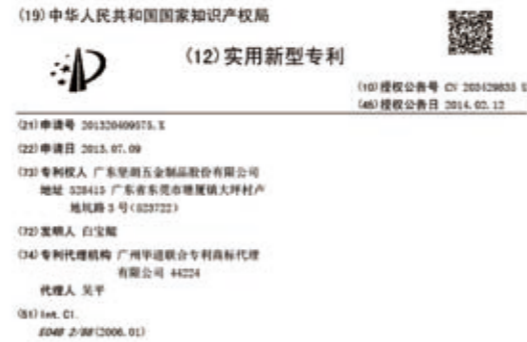 (19)中华人民共和国国家知识产权局
(12)实用新型专利
(10)授权公告号 CN 203429835 U
(45)授权公告日 2014.02.12
(21)申请号 201320409575.X
(22)申请日 2013.07.09
(73)专利权人 广东坚朗五金制品股份有限公司
地址 广东省东莞市塘厦镇大坪村卢
地坑路 3 号(523722)
(72)发明人 白宝鲲
(74)专利代理机构 广州华进联合专利商标代理
有限公司 44224
代理人 吴平
(51)Int. Cl.
E04B 2/88(2006.01)